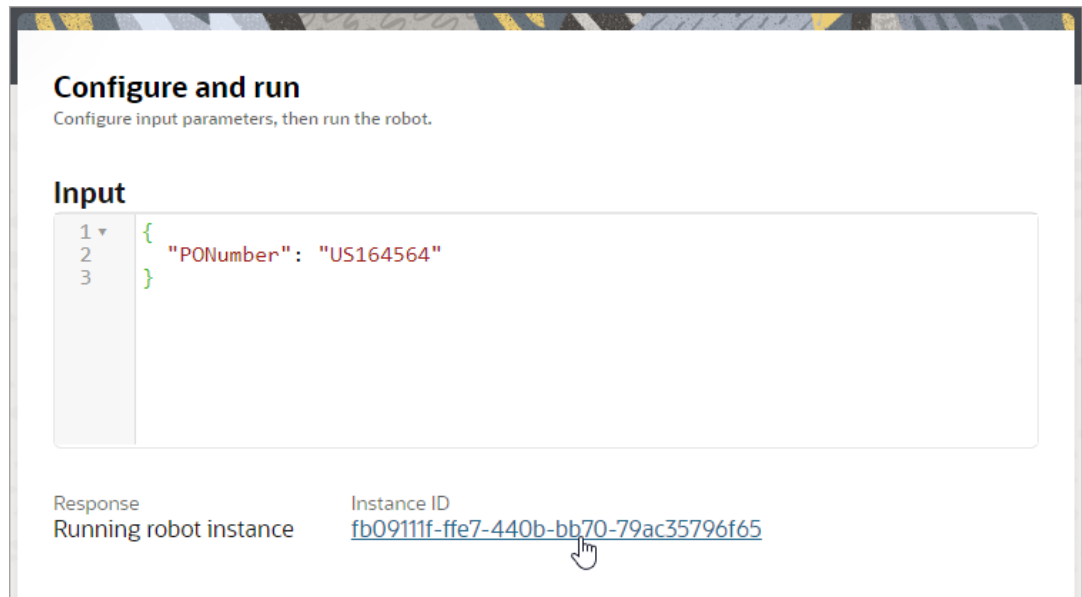 Configure and run
Configure input parameters, then run the robot.
Input
1 {
2 "PONumber": "US164564"
3 }
Response Instance ID
Running robot instance fb09111f-ffe7-440b-bb70-79ac35796f65